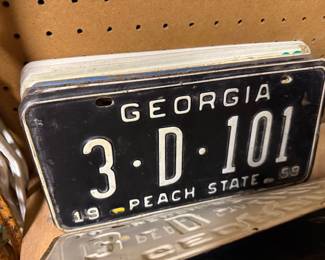 GEORGIA
3·D·101
19 PEACH STATE 59